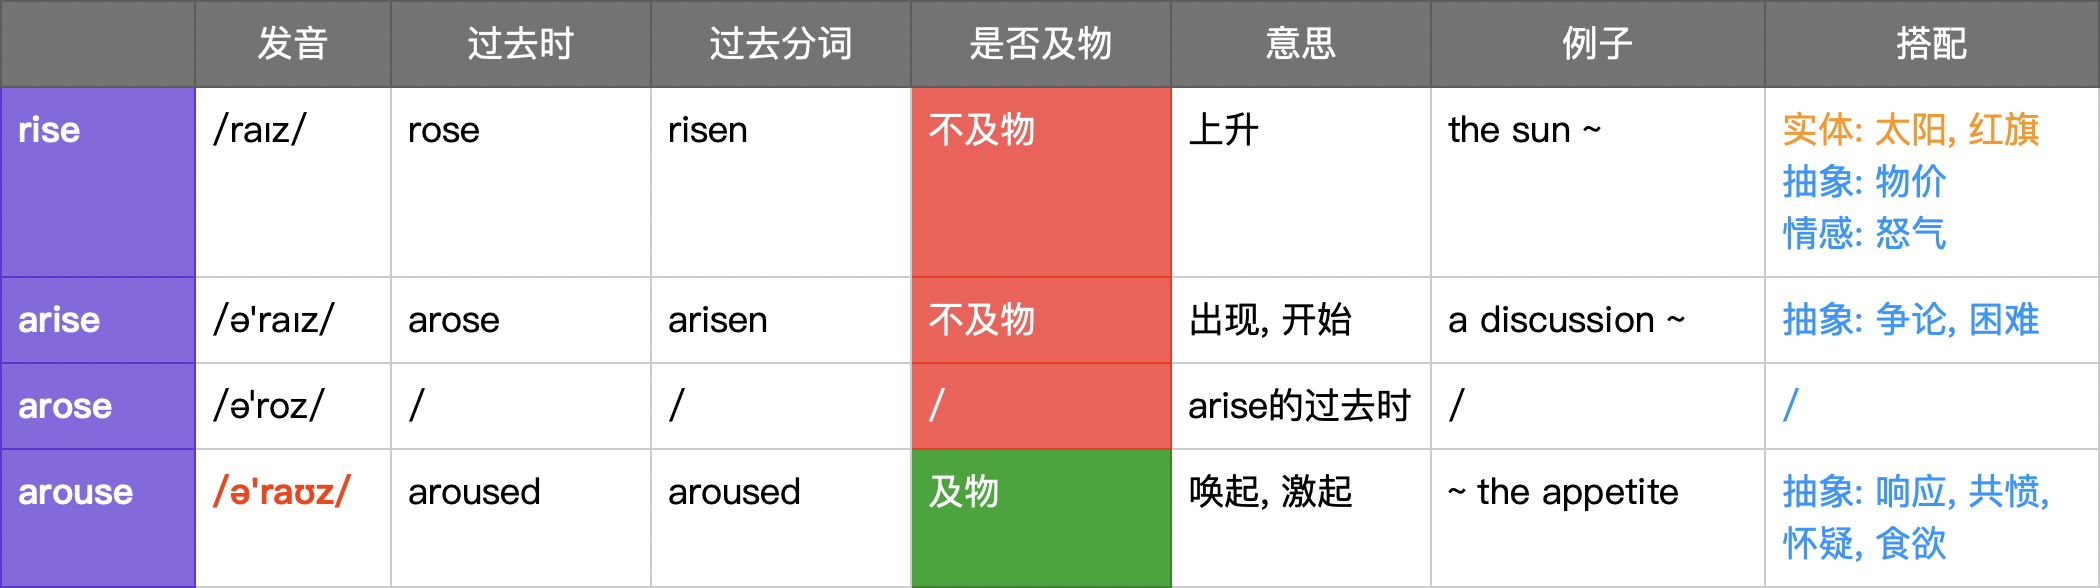 发音 过去时 过去分词 是否及物 意思 例子 搭配
rise /raɪz/ rose risen 不及物 上升 the sun ~ 实体: 太阳, 红旗
抽象: 物价
情感: 怒气
arise /ə'raɪz/ arose arisen 不及物 出现, 开始 a discussion ~ 抽象: 争论, 困难
arose /ə'roz/ / / / arise的过去时 / /
arouse /ə'raʊz/ aroused aroused 及物 唤起, 激起 ~ the appetite 抽象: 响应, 共愤,
怀疑, 食欲